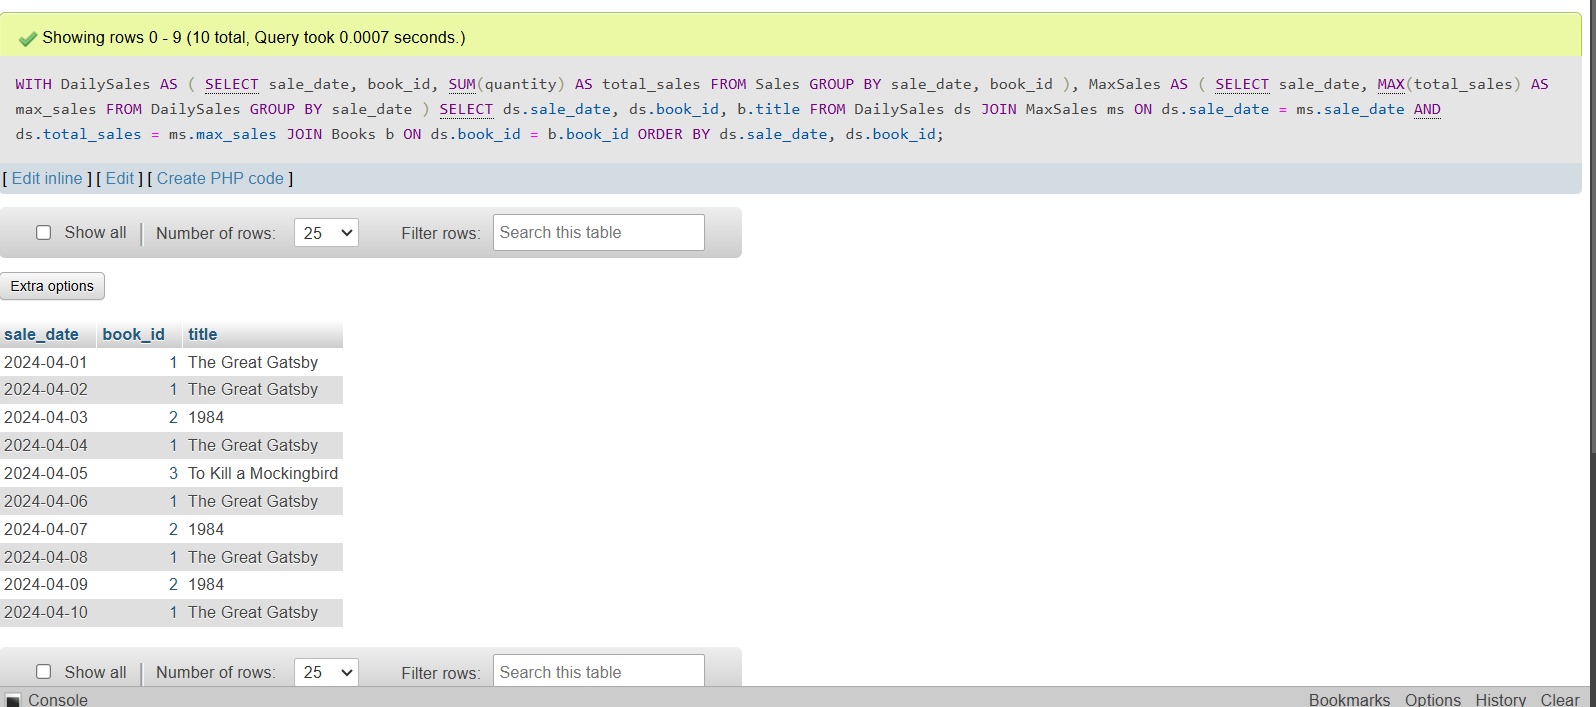 Showing rows 0 - 9 (10 total, Query took 0.0007 seconds.)
WITH DailySales AS ( SELECT sale_date, book_id, SUM(quantity) AS total_sales FROM Sales GROUP BY sale_date, book_id ), MaxSales AS ( SELECT sale_date, MAX(total_sales) AS
max_sales FROM DailySales GROUP BY sale_date ) SELECT ds.sale_date, ds.book_id, b.title FROM DailySales ds JOIN MaxSales ms ON ds.sale_date = ms.sale_date AND
ds.total_sales = ms.max_sales JOIN Books b ON ds.book_id = b.book_id ORDER BY ds.sale_date, ds.book_id;
[ Edit inline ] [ Edit ] [ Create PHP code ]
Show all Number of rows: 25 Filter rows: Search this table
Extra options
sale_date book_id title
2024-04-01 1 The Great Gatsby
2024-04-02 1 The Great Gatsby
2024-04-03 2 1984
2024-04-04 1 The Great Gatsby
2024-04-05 3 To Kill a Mockingbird
2024-04-06 1 The Great Gatsby
2024-04-07 2 1984
2024-04-08 1 The Great Gatsby
2024-04-09 2 1984
2024-04-10 1 The Great Gatsby
Show all Number of rows: 25 Filter rows: Search this table
Console Bookmarks Options History Clear